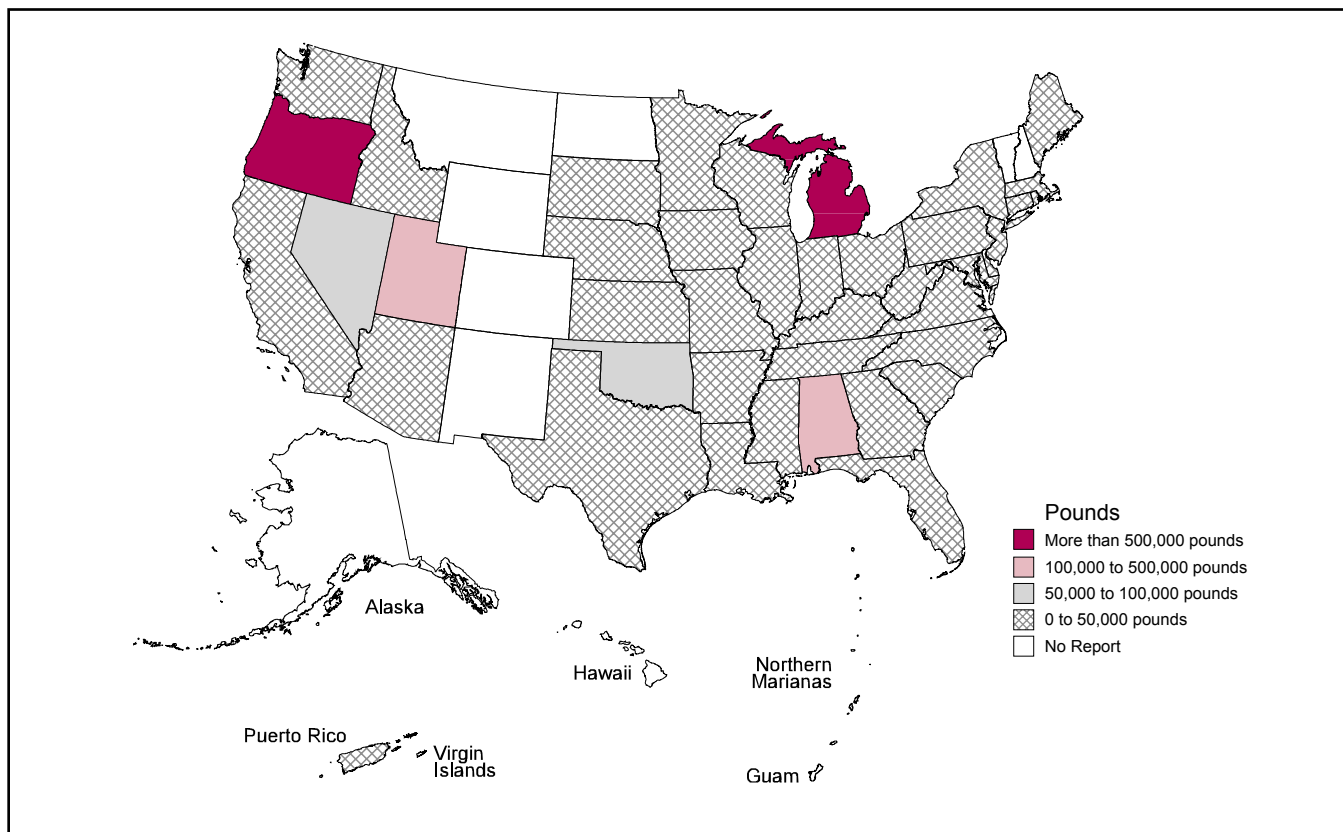 Pounds
More than 500,000 pounds
100,000 to 500,000 pounds
50,000 to 100,000 pounds
0 to 50,000 pounds
No Report
Alaska
Hawaii
Northern
Marianas
Puerto Rico
Virgin
Islands
Guam